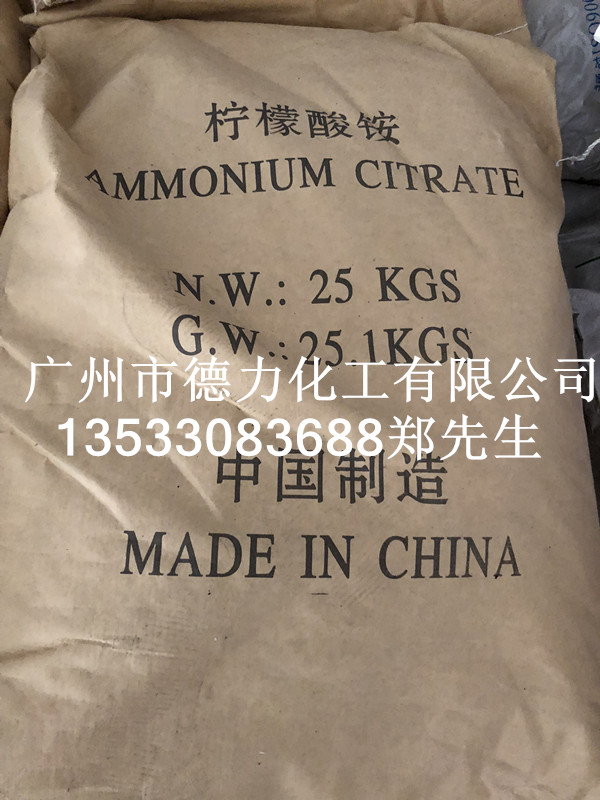 柠檬酸铵
AMMONIUM CITRATE
N.W.: 25 KGS
G.W.: 25.1KGS
广州市德力化工有限公司
13533083688郑先生
中国制造
MADE IN CHINA